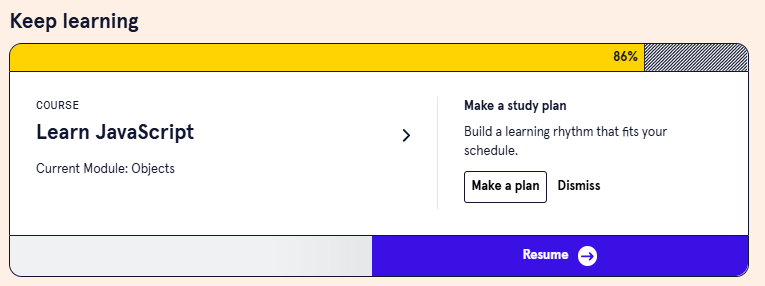 Keep learning
86%
COURSE
Learn JavaScript
Current Module: Objects
Make a study plan
Build a learning rhythm that fits your
schedule.
Make a plan
Dismiss
Resume